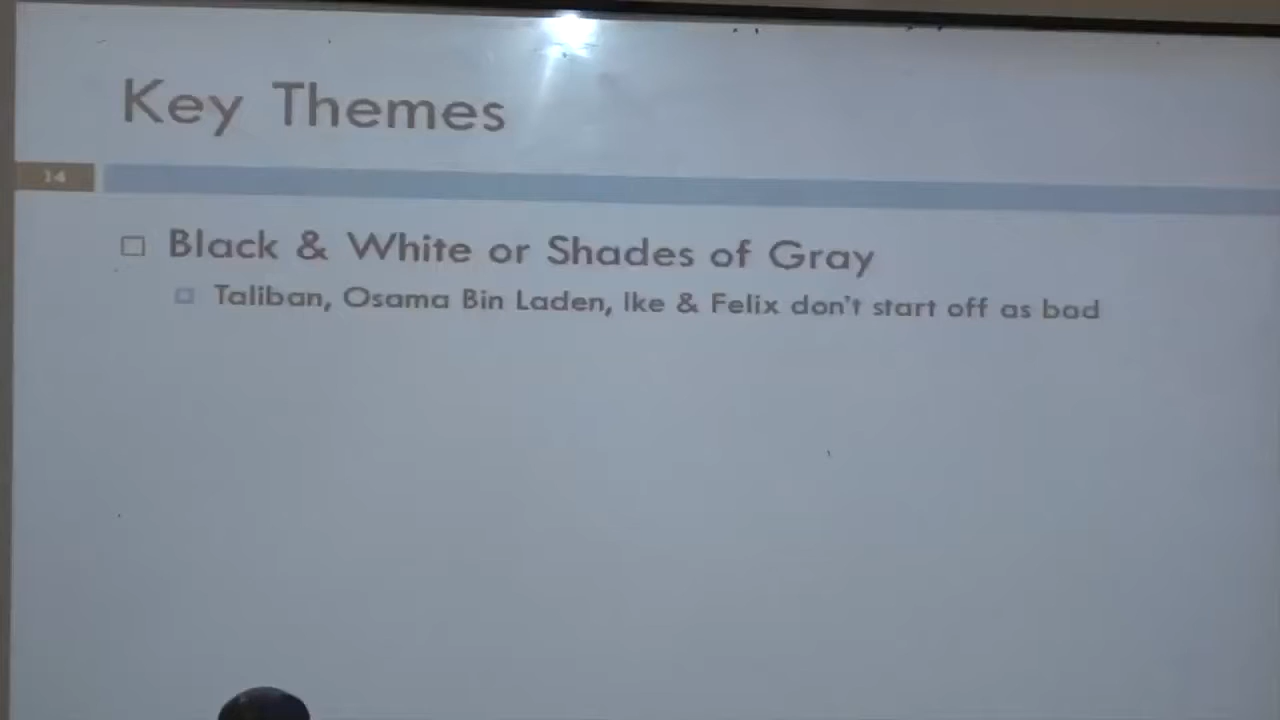 Key Themes
14
Black & White or Shades of Gray
Taliban, Osama Bin Laden, Ike & Felix don't start off as bad